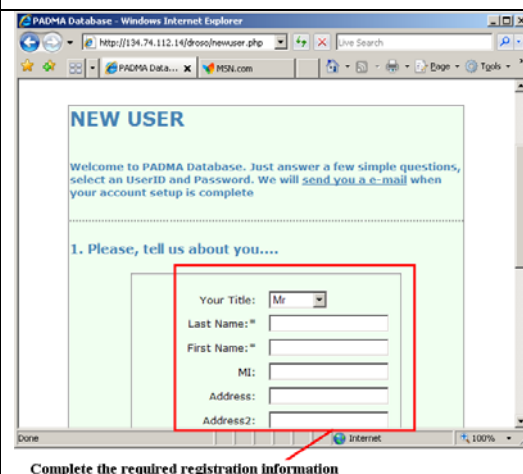 PADMA Database - Windows Internet Explorer
http://134.74.112.14/droso/newuser.php
Live Search
PADMA Data...
MSN.com
Page
Tools
NEW USER
Welcome to PADMA Database. Just answer a few simple questions,
select an UserID and Password. We will send you a e-mail when
your account setup is complete
1. Please, tell us about you....
Your Title: Mr
Last Name:*
First Name:*
MI:
Address:
Address2:
Done
Internet
100%
Complete the required registration information